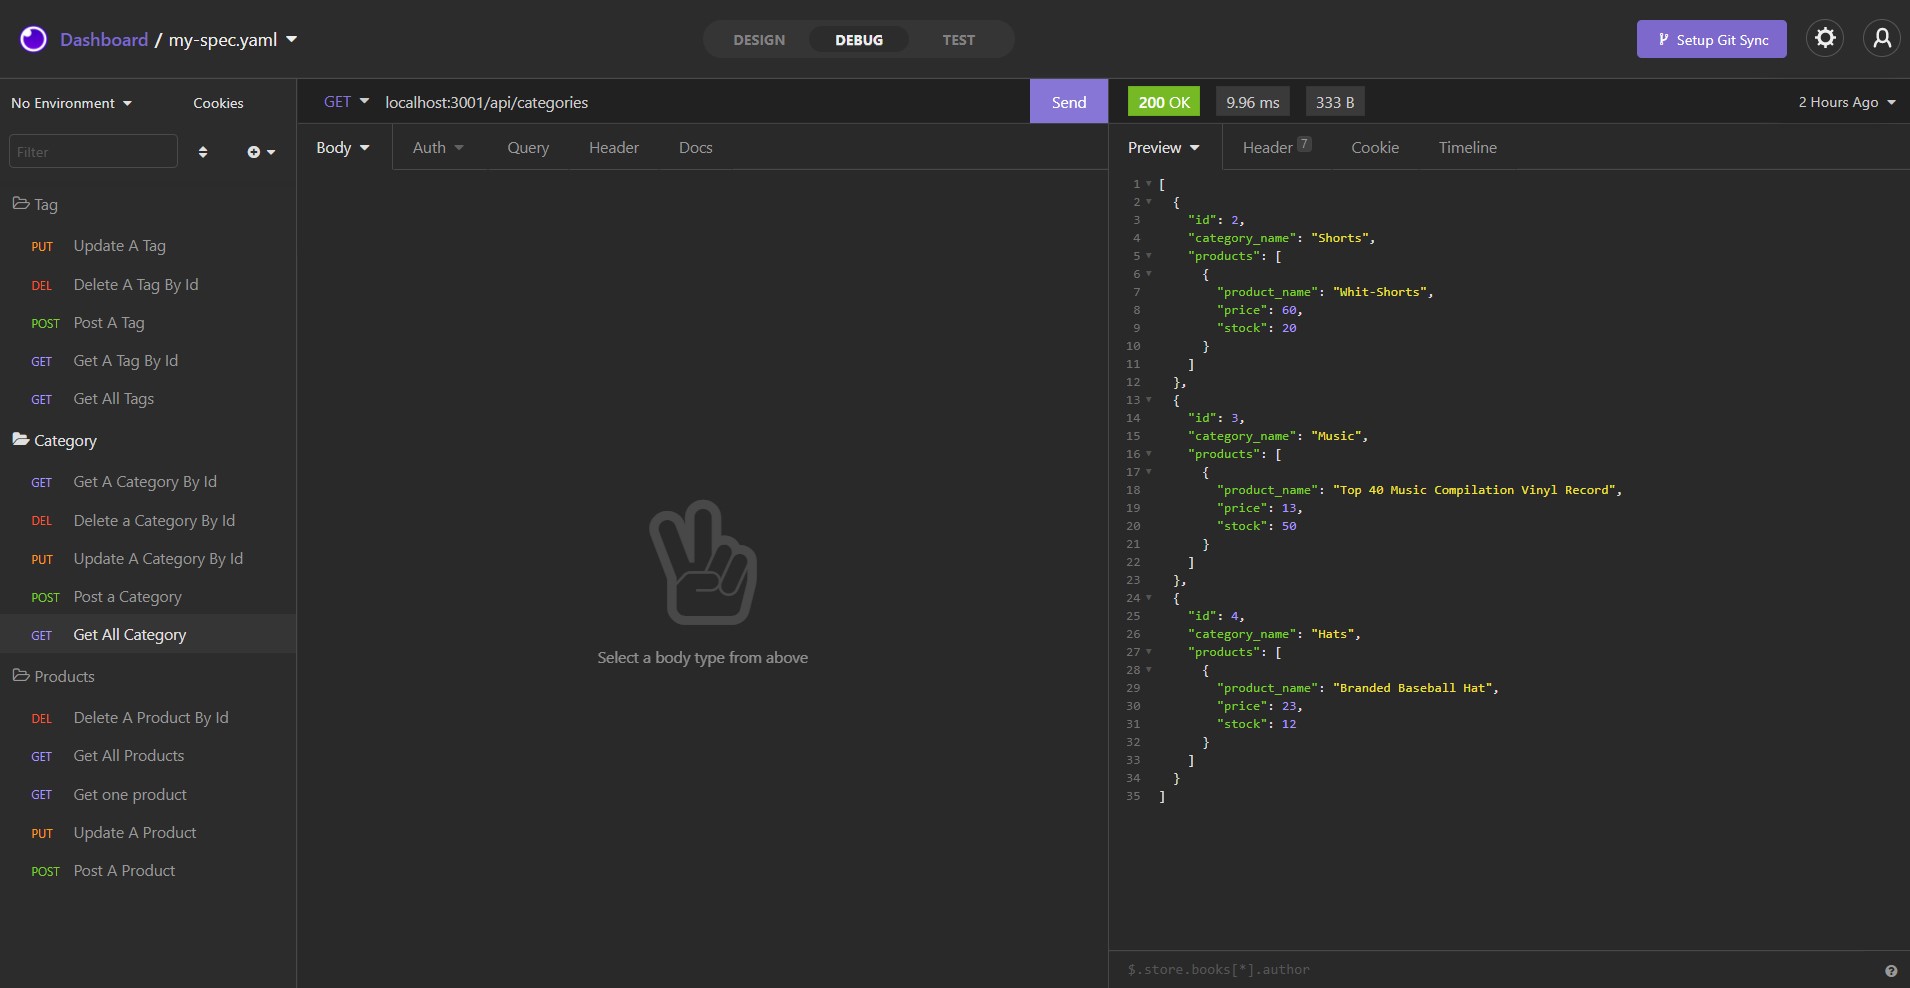 Dashboard / my-spec.yaml
DESIGN DEBUG TEST
Setup Git Sync
No Environment Cookies
Filter
Tag
PUT Update A Tag
DEL Delete A Tag By Id
POST Post A Tag
GET Get A Tag By Id
GET Get All Tags
Category
GET Get A Category By Id
DEL Delete a Category By Id
PUT Update A Category By Id
POST Post a Category
GET Get All Category
Products
DEL Delete A Product By Id
GET Get All Products
GET Get one product
PUT Update A Product
POST Post A Product
GET localhost:3001/api/categories Send
Body Auth Query Header Docs
Select a body type from above
200 OK 9.96 ms 333 B 2 Hours Ago
Preview Header 7 Cookie Timeline
1 [
2 {
3 "id": 2,
4 "category_name": "Shorts",
5 "products": [
6 {
7 "product_name": "Whit-Shorts",
8 "price": 60,
9 "stock": 20
10 }
11 ]
12 },
13 {
14 "id": 3,
15 "category_name": "Music",
16 "products": [
17 {
18 "product_name": "Top 40 Music Compilation Vinyl Record",
19 "price": 13,
20 "stock": 50
21 }
22 ]
23 },
24 {
25 "id": 4,
26 "category_name": "Hats",
27 "products": [
28 {
29 "product_name": "Branded Baseball Hat",
30 "price": 23,
31 "stock": 12
32 }
33 ]
34 }
35 ]
$.store.books[*].author ?